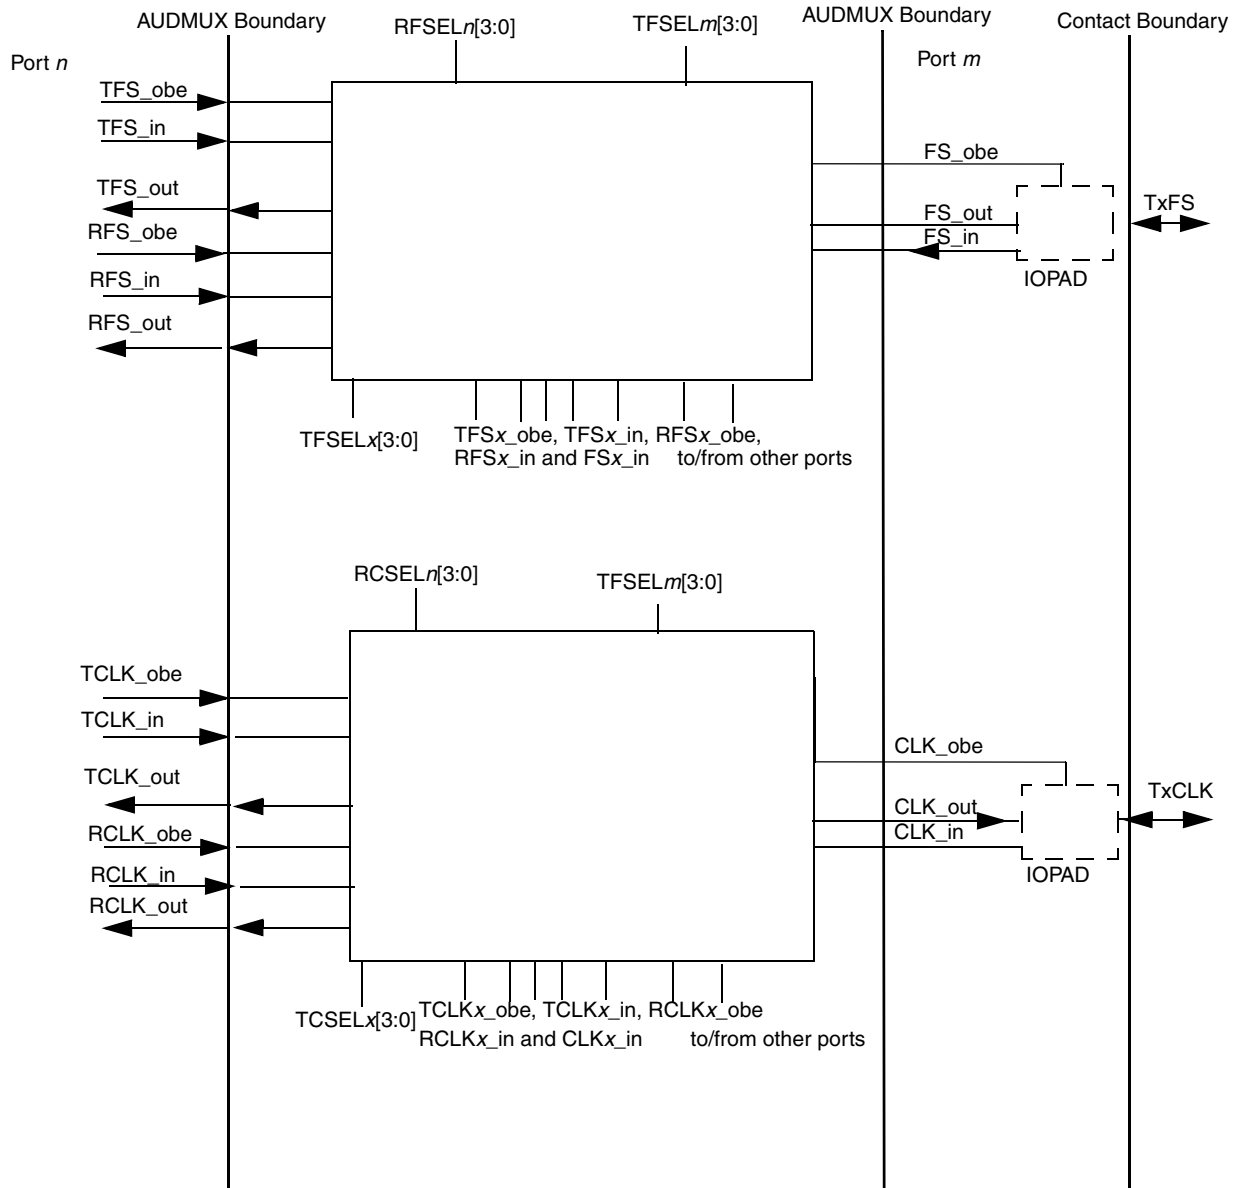 AUDMUX Boundary
RFSELn[3:0]
TFSELm[3:0]
AUDMUX Boundary
Contact Boundary
Port n
Port m
TFS_obe
TFS_in
TFS_out
RFS_obe
RFS_in
RFS_out
FS_obe
FS_out
FS_in
TxFS
IOPAD
TFSELx[3:0]
TFSx_obe, TFSx_in, RFSx_obe,
RFSx_in and FSx_in to/from other ports
RCSELn[3:0]
TFSELm[3:0]
TCLK_obe
TCLK_in
TCLK_out
RCLK_obe
RCLK_in
RCLK_out
CLK_obe
CLK_out
CLK_in
TxCLK
IOPAD
TCSELx[3:0]
TCLKx_obe, TCLKx_in, RCLKx_obe
RCLKx_in and CLKx_in to/from other ports